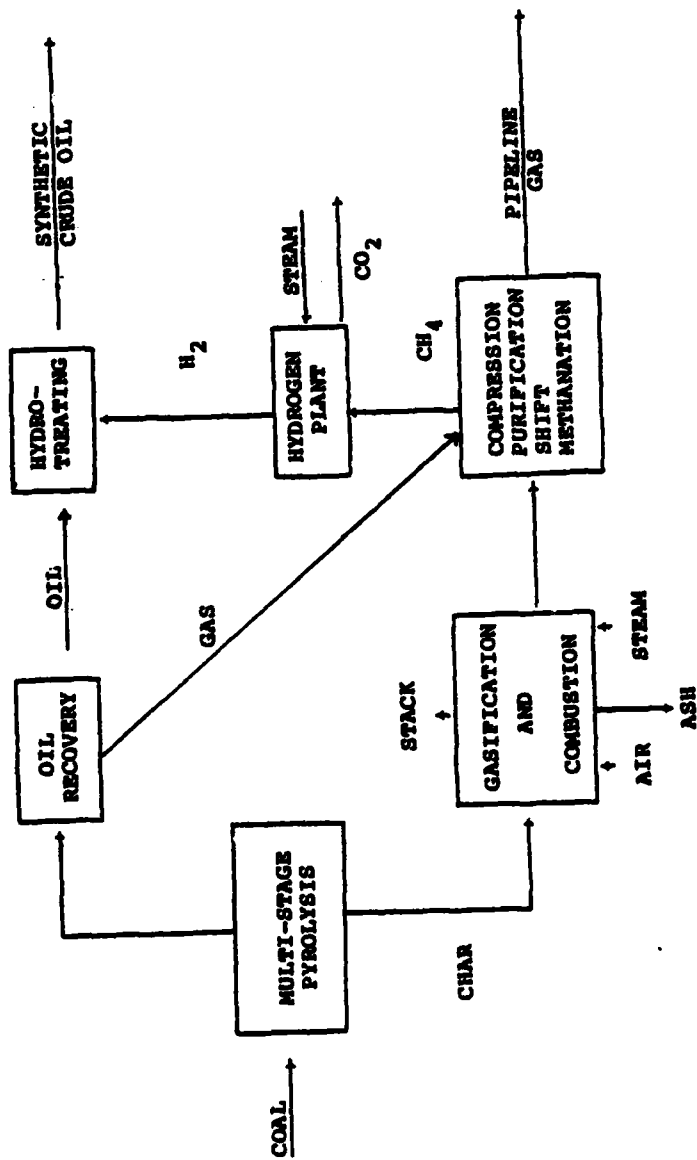 COAL
MULTI-STAGE
PYROLYSIS
CHAR
OIL
RECOVERY
OIL
GAS
HYDRO-
TREATING
SYNTHETIC
CRUDE OIL
H2
HYDROGEN
PLANT
STEAM
CO2
CH4
STACK
GASIFICATION
AND
COMBUSTION
AIR
STEAM
ASH
COMPRESSION
PURIFICATION
SHIFT
METHANATION
PIPELINE
GAS